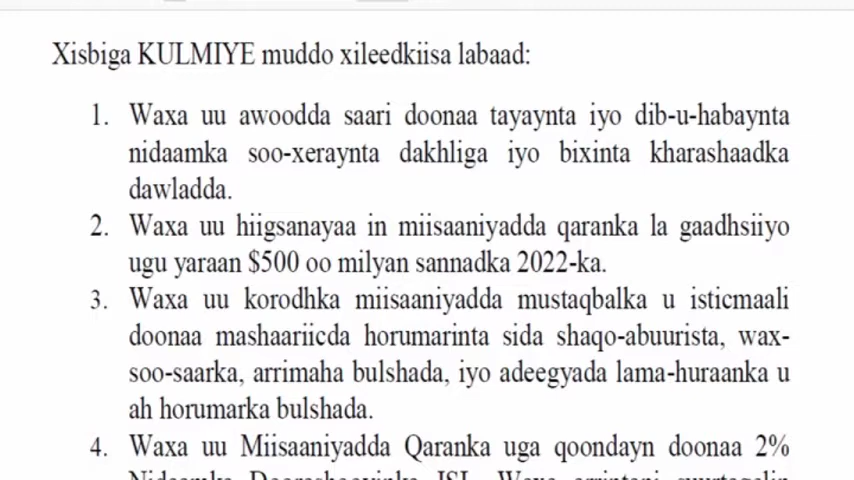 Xisbiga KULMIYE muddo xileedkiisa labaad:
1. Waxa uu awoodda saari doonaa tayaynta iyo dib-u-habaynta
nidaamka soo-xeraynta dakhliga iyo bixinta kharashaadka
dawladda.
2. Waxa uu hiigsanayaa in miisaaniyadda qaranka la gaadhsiiyo
ugu yaraan $500 oo milyan sannadka 2022-ka.
3. Waxa uu korodhka miisaaniyadda mustaqbalka u isticmaali
doonaa mashaariicda horumarinta sida shaqo-abuurista, wax-
soo-saarka, arrimaha bulshada, iyo adeegyada lama-huraanka u
ah horumarka bulshada.
4. Waxa uu Miisaaniyadda Qaranka uga qoondayn doonaa 2%